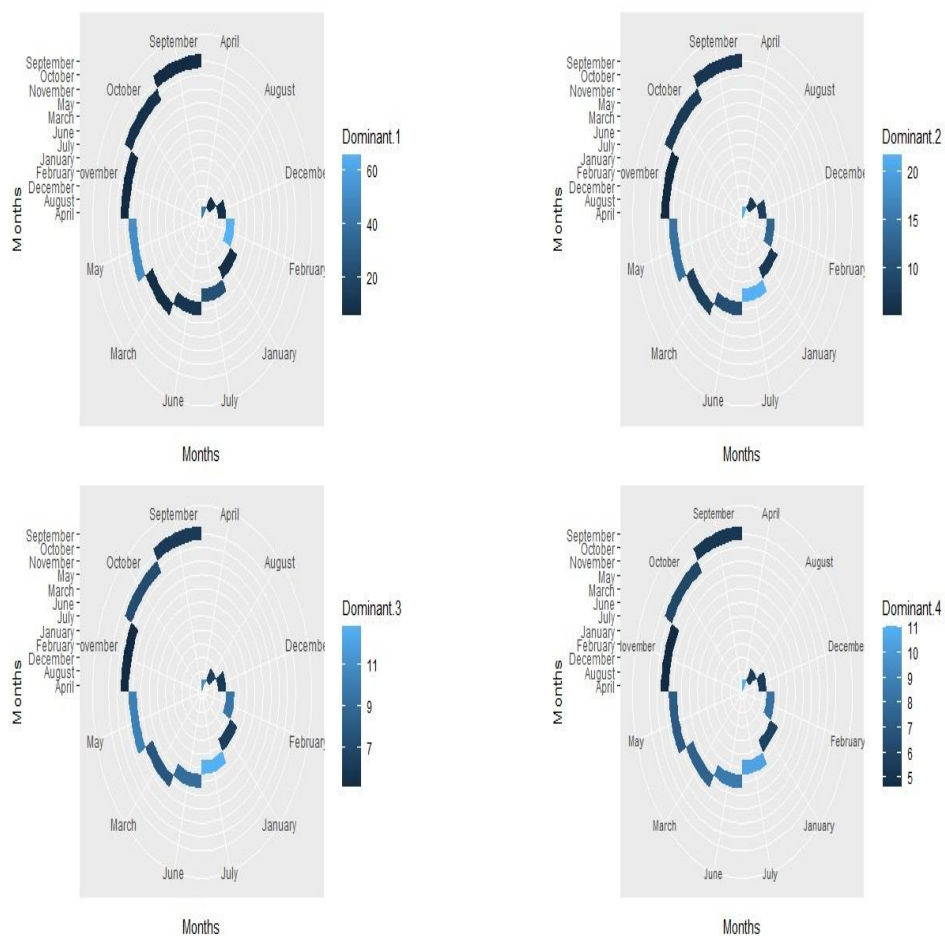 September
April
October
August
September
October
November
May
March
June
July
January
February
December
August
April
Months
ovember
December
May
February
March
January
June
July
Months
Dominant.1
60
40
20
September
April
October
August
September
October
November
May
March
June
July
January
February
December
August
April
Months
ovember
Decembe
May
February
March
January
June
July
Months
Dominant.2
20
15
10
September
April
October
August
September
October
November
May
March
June
July
January
February
December
August
April
Months
ovember
December
May
February
March
January
June
July
Months
Dominant.3
11
9
7
September
April
October
August
September
October
November
May
March
June
July
January
February
December
August
April
Months
ovember
Decembe
May
February
March
January
June
July
Months
Dominant.4
11
10
9
8
7
6
5